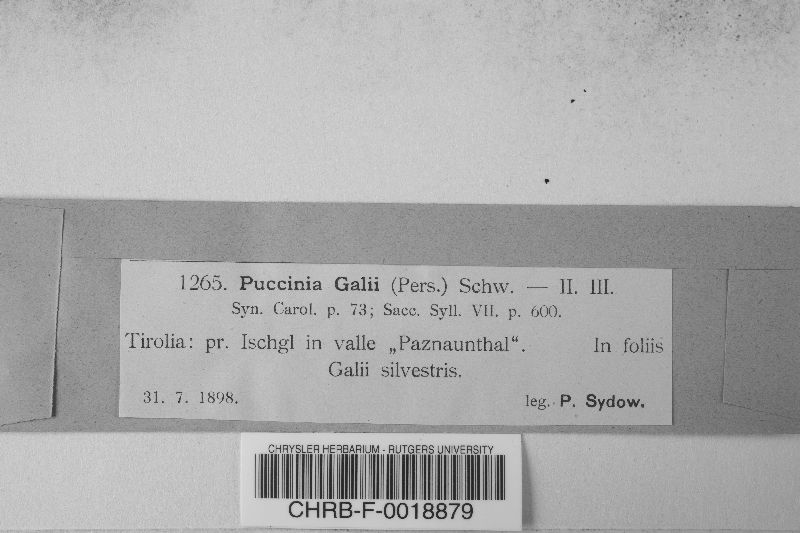 1265. Puccinia Galii (Pers.) Schw. — II. III.
Syn. Carol. p. 73; Sacc. Syll. VII. p. 600.
Tirolia: pr. Ischgl in valle „Paznaunthal“. In foliis
Galii silvestris.
31. 7. 1898. leg. P. Sydow.
CHRYSLER HERBARIUM - RUTGERS UNIVERSITY
CHRB-F-0018879